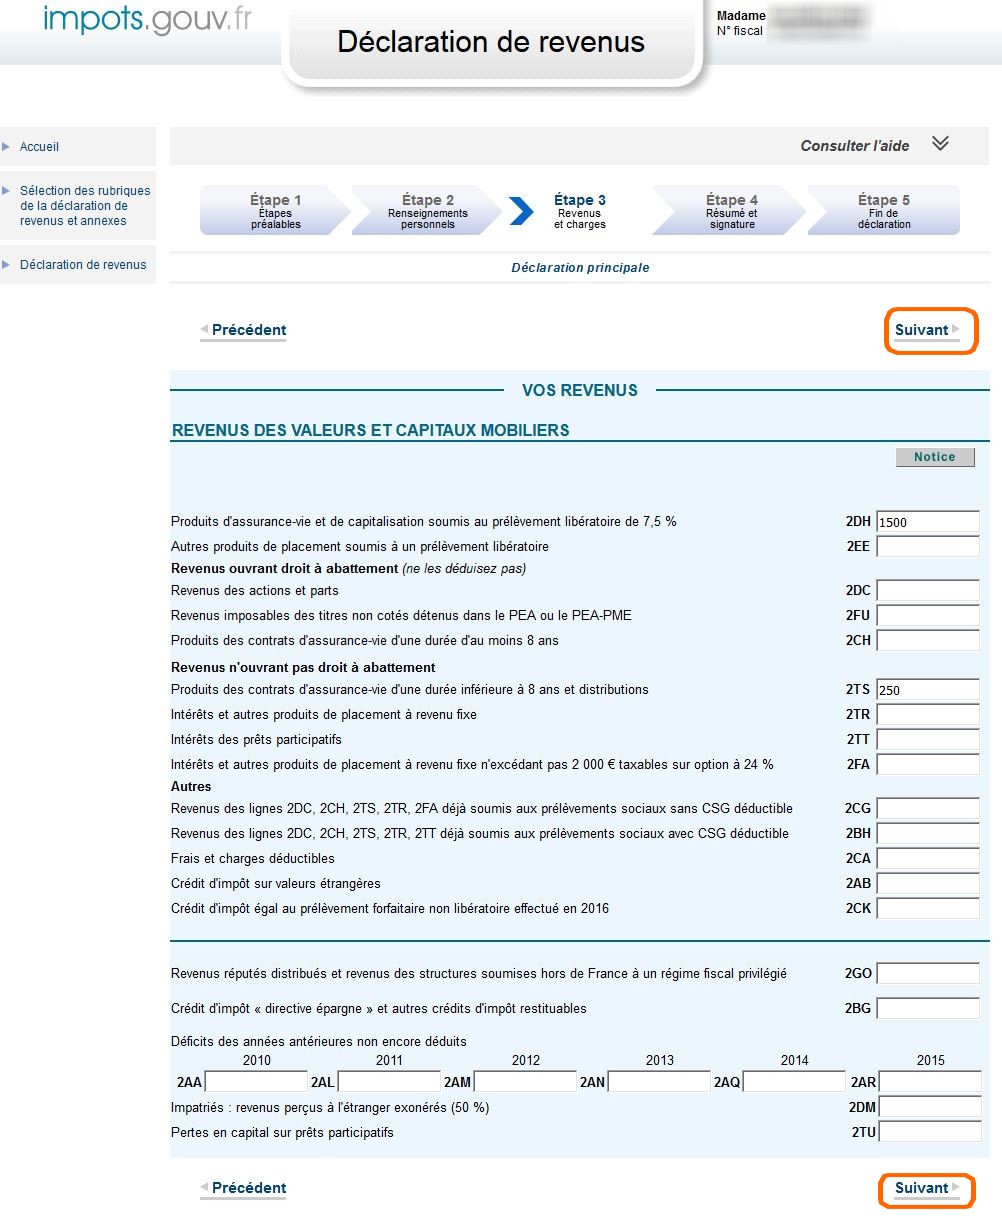 impots.gouv.fr
Déclaration de revenus
Madame
N° fiscal
Accueil
Sélection des rubriques
de la déclaration de
revenus et annexes
Déclaration de revenus
Consulter l'aide
Étape 1
Étapes
préalables
Étape 2
Renseignements
personnels
Étape 3
Revenus
et charges
Étape 4
Résumé et
signature
Étape 5
Fin de
déclaration
Déclaration principale
Précédent
Suivant
VOS REVENUS
REVENUS DES VALEURS ET CAPITAUX MOBILIERS
Notice
Produits d'assurance-vie et de capitalisation soumis au prélèvement libératoire de 7,5 % 2DH 1500
Autres produits de placement soumis à un prélèvement libératoire 2EE
Revenus ouvrant droit à abattement (ne les déduisez pas)
Revenus des actions et parts 2DC
Revenus imposables des titres non cotés détenus dans le PEA ou le PEA-PME 2FU
Produits des contrats d'assurance-vie d'une durée d'au moins 8 ans 2CH
Revenus n'ouvrant pas droit à abattement
Produits des contrats d'assurance-vie d'une durée inférieure à 8 ans et distributions 2TS 250
Intérêts et autres produits de placement à revenu fixe 2TR
Intérêts des prêts participatifs 2TT
Intérêts et autres produits de placement à revenu fixe n'excédant pas 2 000 € taxables sur option à 24 % 2FA
Autres
Revenus des lignes 2DC, 2CH, 2TS, 2TR, 2FA déjà soumis aux prélèvements sociaux sans CSG déductible 2CG
Revenus des lignes 2DC, 2CH, 2TS, 2TR, 2TT déjà soumis aux prélèvements sociaux avec CSG déductible 2BH
Frais et charges déductibles 2CA
Crédit d'impôt sur valeurs étrangères 2AB
Crédit d'impôt égal au prélèvement forfaitaire non libératoire effectué en 2016 2CK
Revenus réputés distribués et revenus des structures soumises hors de France à un régime fiscal privilégié 2GO
Crédit d'impôt « directive épargne » et autres crédits d'impôt restituables 2BG
Déficits des années antérieures non encore déduits
2010 2011 2012 2013 2014 2015
2AA 2AL 2AM 2AN 2AQ 2AR
Impatriés : revenus perçus à l'étranger exonérés (50 %) 2DM
Pertes en capital sur prêts participatifs 2TU
Précédent
Suivant